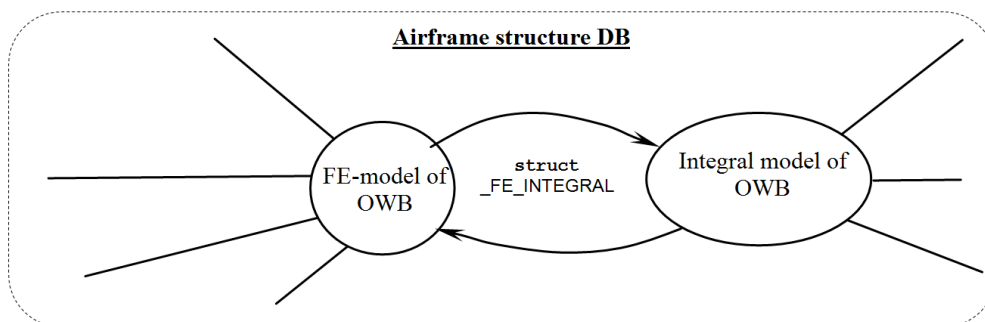 Airframe structure DB
FE-model of
OWB
struct
_FE_INTEGRAL
Integral model of
OWB